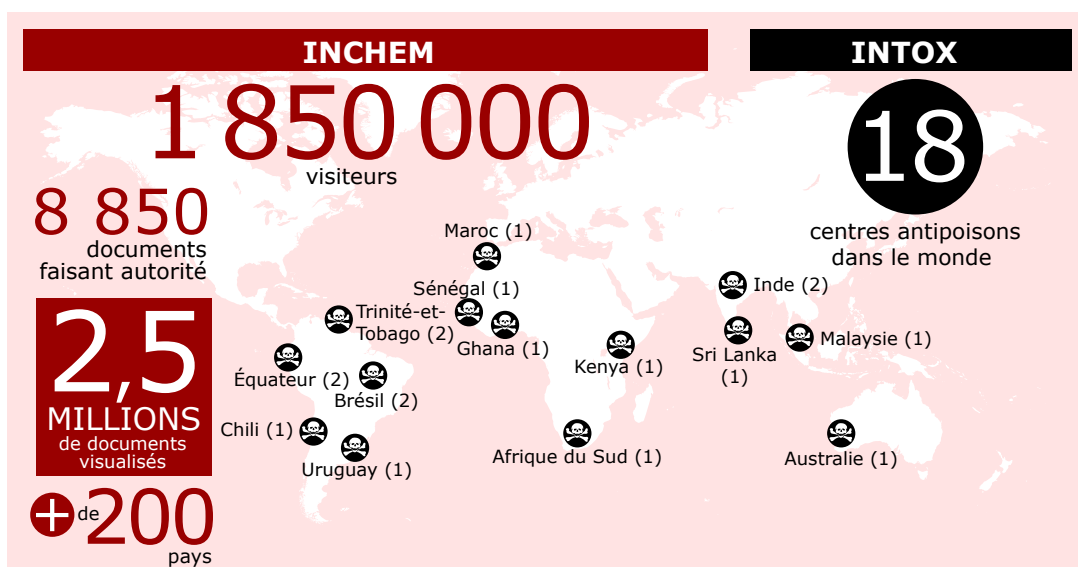 INCHEM
1 850 000
visiteurs
8 850
documents
faisant autorité
2,5
MILLIONS
de documents
visualisés
+ de 200
pays
INTOX
18
centres antipoisons
dans le monde
Maroc (1)
Sénégal (1)
Trinité-et-
Tobago (2)
Ghana (1)
Équateur (2)
Brésil (2)
Chili (1)
Uruguay (1)
Kenya (1)
Afrique du Sud (1)
Inde (2)
Sri Lanka
(1)
Malaysie (1)
Australie (1)